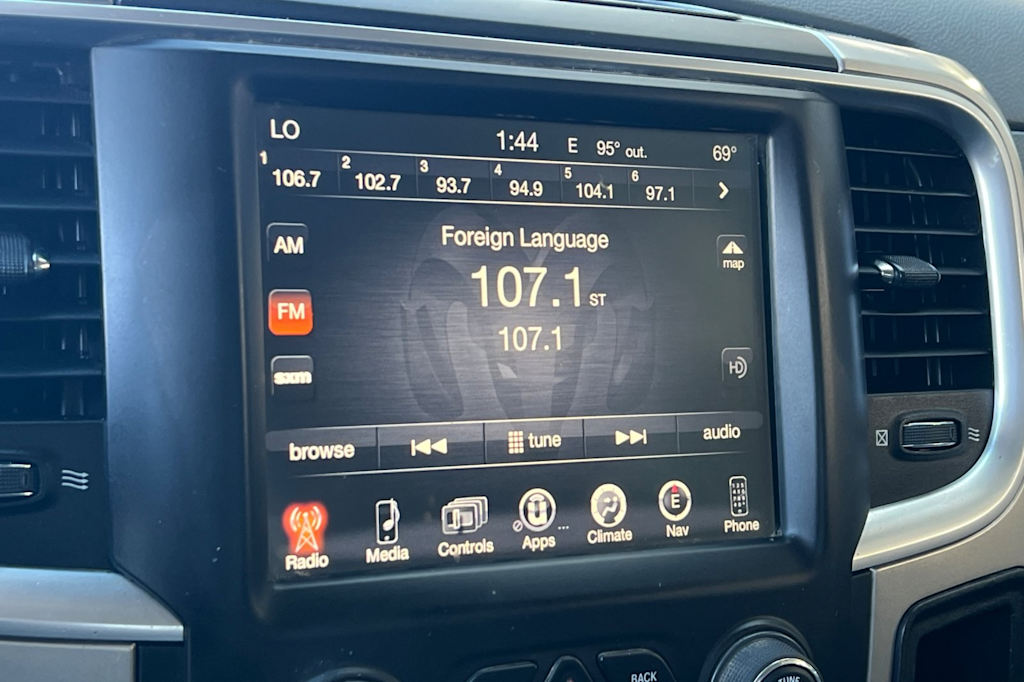 LO 1:44 E 95° out. 69°
1 106.7 2 102.7 3 93.7 4 94.9 5 104.1 6 97.1 >
AM
Foreign Language
map
107.1 ST
FM
107.1
HD
sxm
browse tune audio
E
Radio Media Controls Apps ... Climate Nav Phone
BACK
TUNE